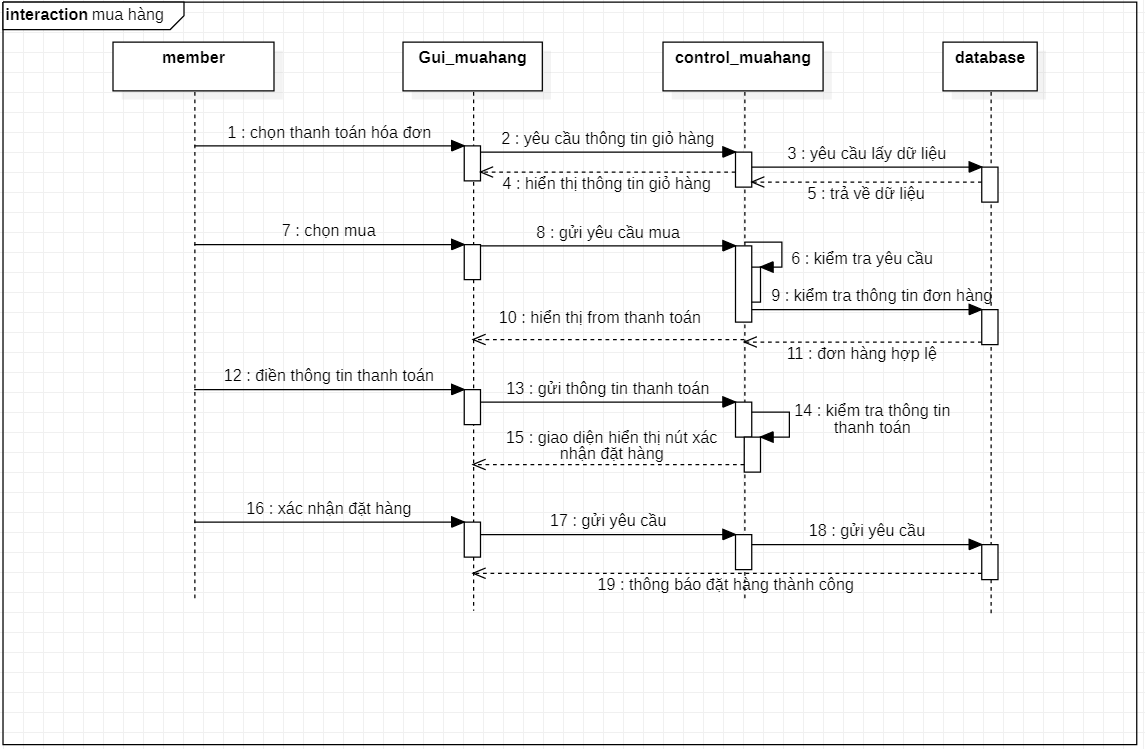 interaction mua hàng
member
Gui_muahang
control_muahang
database
1 : chọn thanh toán hóa đơn
2 : yêu cầu thông tin giỏ hàng
3 : yêu cầu lấy dữ liệu
4 : hiển thị thông tin giỏ hàng
5 : trả về dữ liệu
7 : chọn mua
8 : gửi yêu cầu mua
6 : kiểm tra yêu cầu
9 : kiểm tra thông tin đơn hàng
10 : hiển thị from thanh toán
11 : đơn hàng hợp lệ
12 : điền thông tin thanh toán
13 : gửi thông tin thanh toán
14 : kiểm tra thông tin
thanh toán
15 : giao diện hiển thị nút xác
nhận đặt hàng
16 : xác nhận đặt hàng
17 : gửi yêu cầu
18 : gửi yêu cầu
19 : thông báo đặt hàng thành công